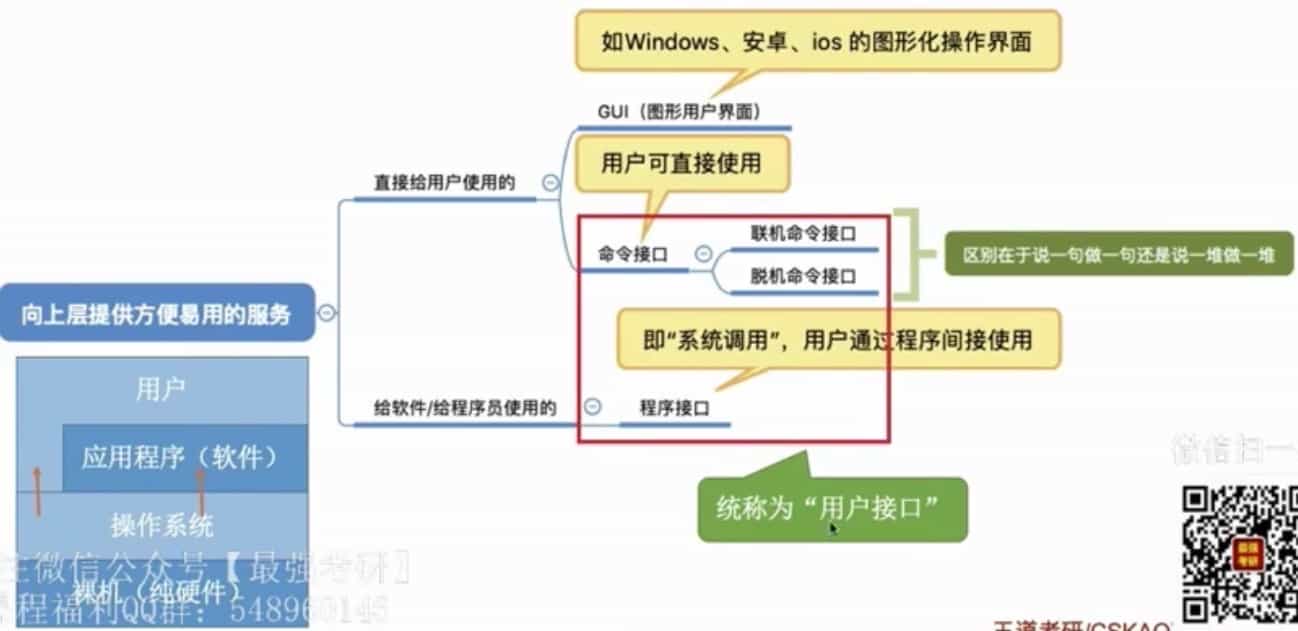 如Windows、安卓、ios 的图形化操作界面
GUI（图形用户界面）
用户可直接使用
直接给用户使用的
联机命令接口
命令接口
区别在于说一句做一句还是说一堆做一堆
脱机命令接口
向上层提供方便易用的服务
即“系统调用”，用户通过程序间接使用
用户
给软件/给程序员使用的
程序接口
应用程序（软件）
微信扫一
统称为“用户接口”
操作系统
主微信公众号【最强考研】
裸机（纯硬件）
程福利QQ群：548960145
最强
考研
王道考研/CSKAO